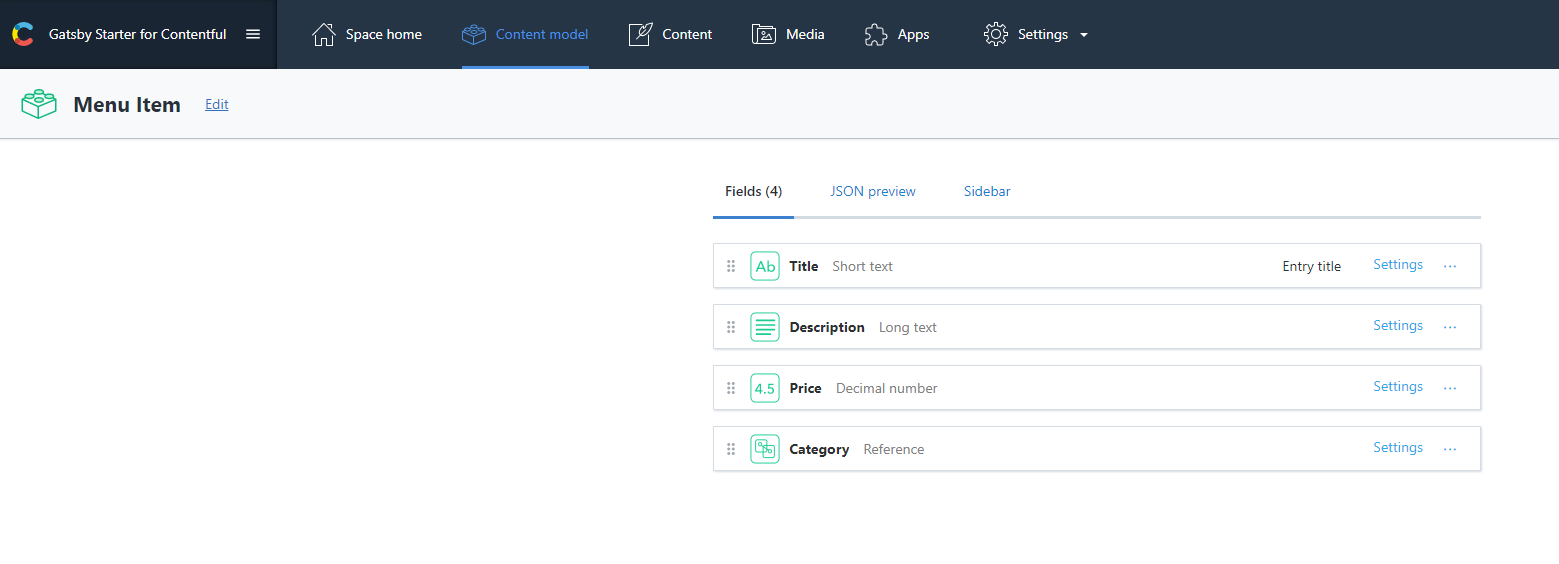 Gatsby Starter for Contentful Space home Content model Content Media Apps Settings
Menu Item Edit
Fields (4) JSON preview Sidebar
Ab Title Short text Entry title Settings ...
Description Long text Settings ...
4.5 Price Decimal number Settings ...
Category Reference Settings ...